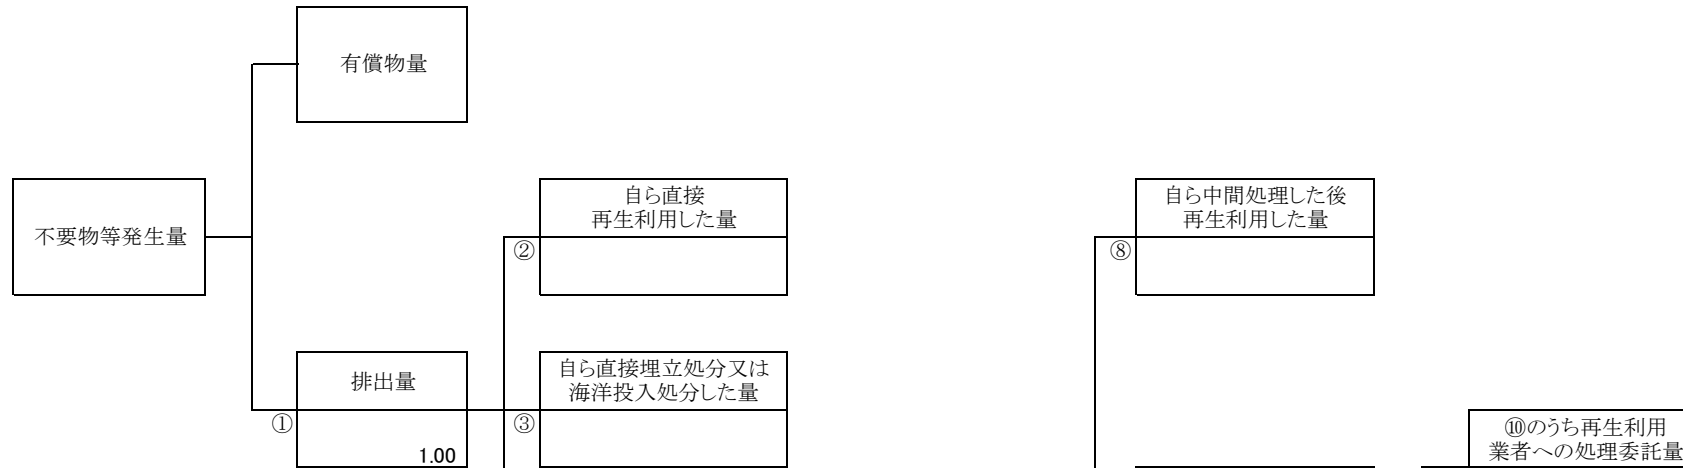 有償物量
不要物等発生量
自ら直接
再生利用した量
②
自ら中間処理した後
再生利用した量
⑧
排出量
①
1.00
自ら直接埋立処分又は
海洋投入処分した量
③
⑩のうち再生利用
業者への処理委託量